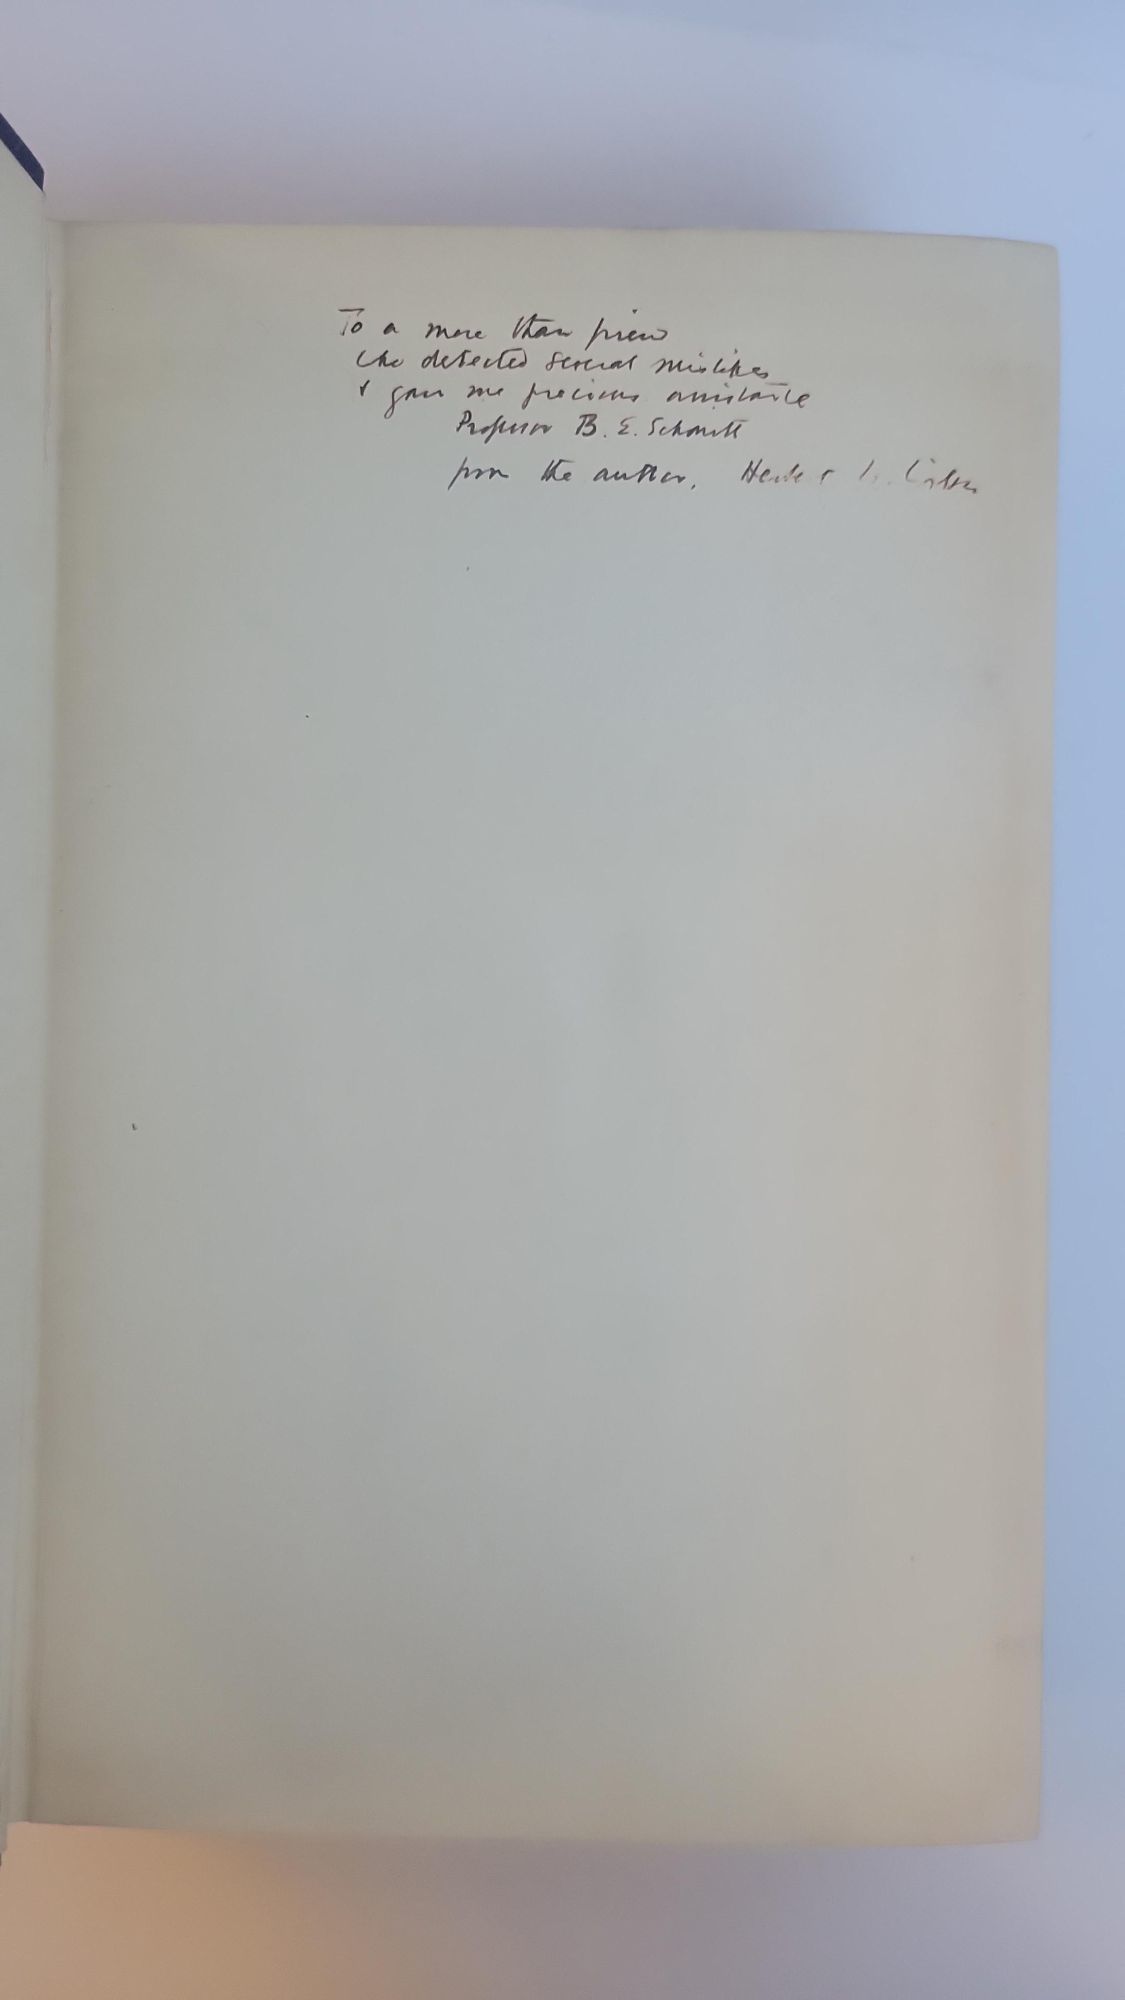 To a more than friend
who detected several mistakes
& gave me precious assistance
Professor B. E. Schmitt
from the author.